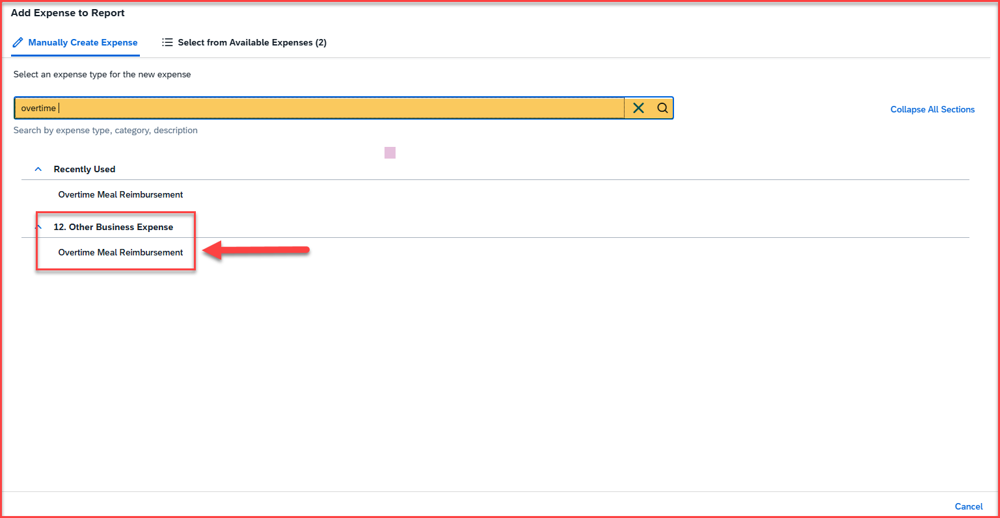 Add Expense to Report
Manually Create Expense
Select from Available Expenses (2)
Select an expense type for the new expense
overtime
Collapse All Sections
Search by expense type, category, description
Recently Used
Overtime Meal Reimbursement
12. Other Business Expense
Overtime Meal Reimbursement
Cancel